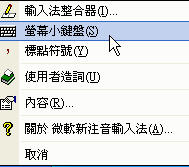 輸入法整合器(I)...
螢幕小鍵盤(S)
標點符號(Y)
使用者造詞(U)
內容(R)...
關於 微軟新注音輸入法(A)...
取消